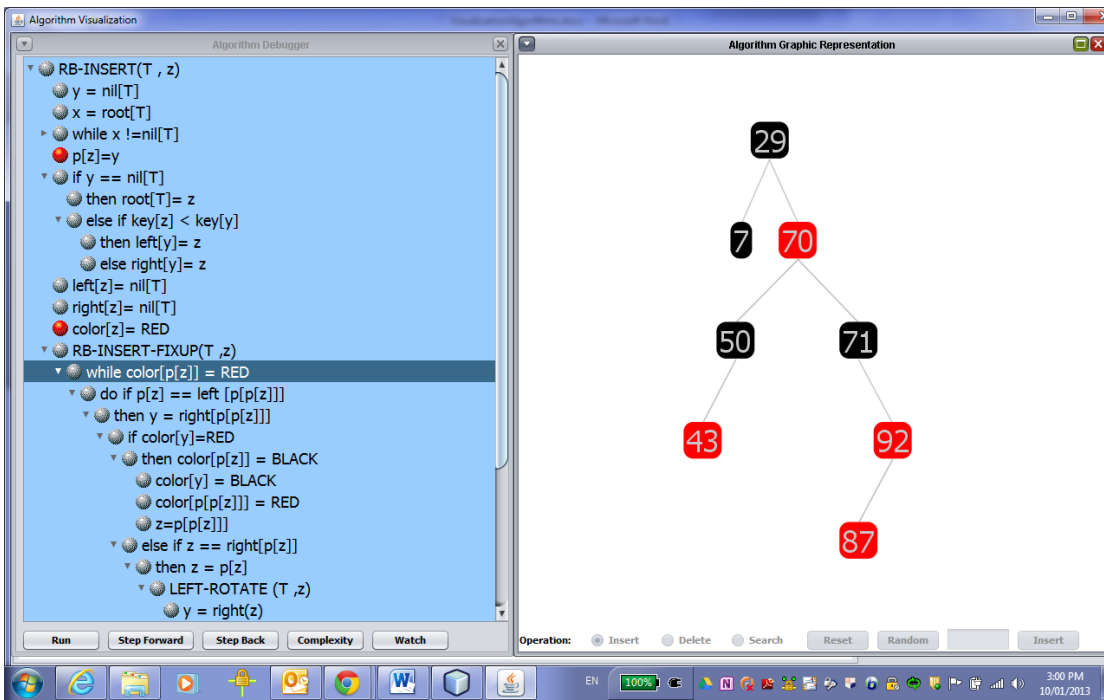 Algorithm Visualization
Algorithm Debugger
RB-INSERT(T , z)
y = nil[T]
x = root[T]
while x !=nil[T]
p[z]=y
if y == nil[T]
then root[T]= z
else if key[z] < key[y]
then left[y]= z
else right[y]= z
left[z]= nil[T]
right[z]= nil[T]
color[z]= RED
RB-INSERT-FIXUP(T ,z)
while color[p[z]] = RED
do if p[z] == left [p[p[z]]]
then y = right[p[p[z]]]
if color[y]=RED
then color[p[z]] = BLACK
color[y] = BLACK
color[p[p[z]]] = RED
z=p[p[z]]]
else if z == right[p[z]]
then z = p[z]
LEFT-ROTATE (T ,z)
y = right(z)
Run Step Forward Step Back Complexity Watch
Algorithm Graphic Representation
29
7 70
50 71
43 92
87
Operation: Insert Delete Search Reset Random Insert
EN 100% 3:00 PM
10/01/2013